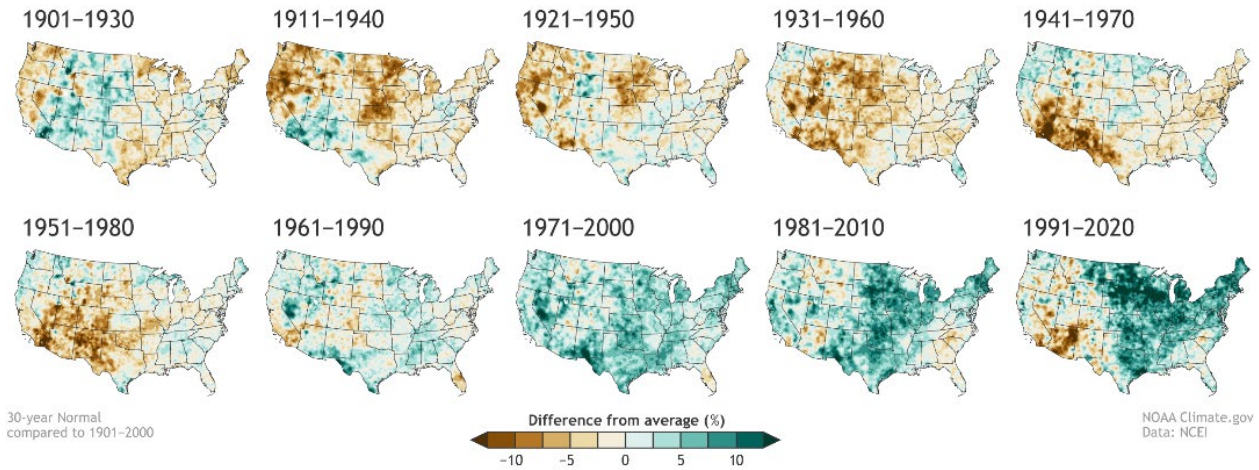 1901–1930
1911–1940
1921–1950
1931–1960
1941–1970
1951–1980
1961–1990
1971–2000
1981–2010
1991–2020
30-year Normal
compared to 1901–2000
Difference from average (%)
−10 −5 0 5 10
NOAA Climate.gov
Data: NCEI